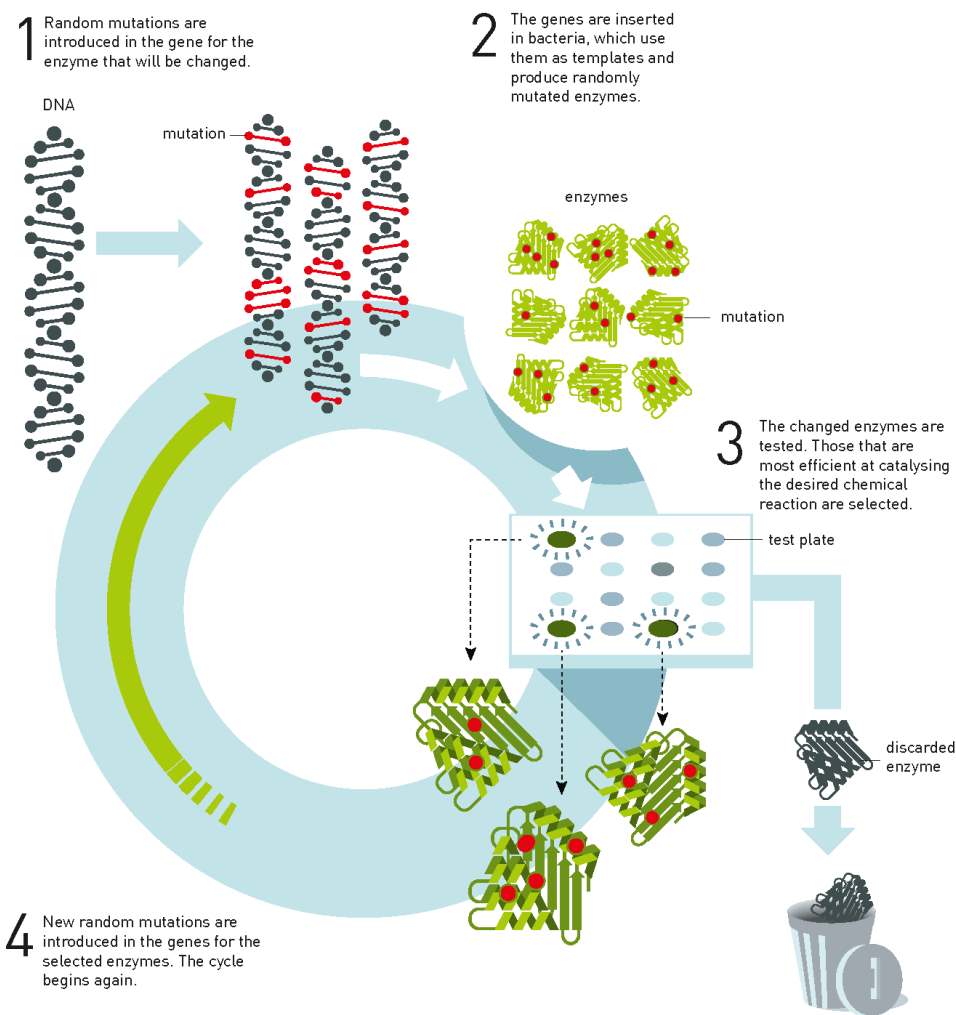 1
Random mutations are
introduced in the gene for the
enzyme that will be changed.
DNA
mutation
2
The genes are inserted
in bacteria, which use
them as templates and
produce randomly
mutated enzymes.
enzymes
mutation
3
The changed enzymes are
tested. Those that are
most efficient at catalysing
the desired chemical
reaction are selected.
test plate
discarded
enzyme
4
New random mutations are
introduced in the genes for the
selected enzymes. The cycle
begins again.